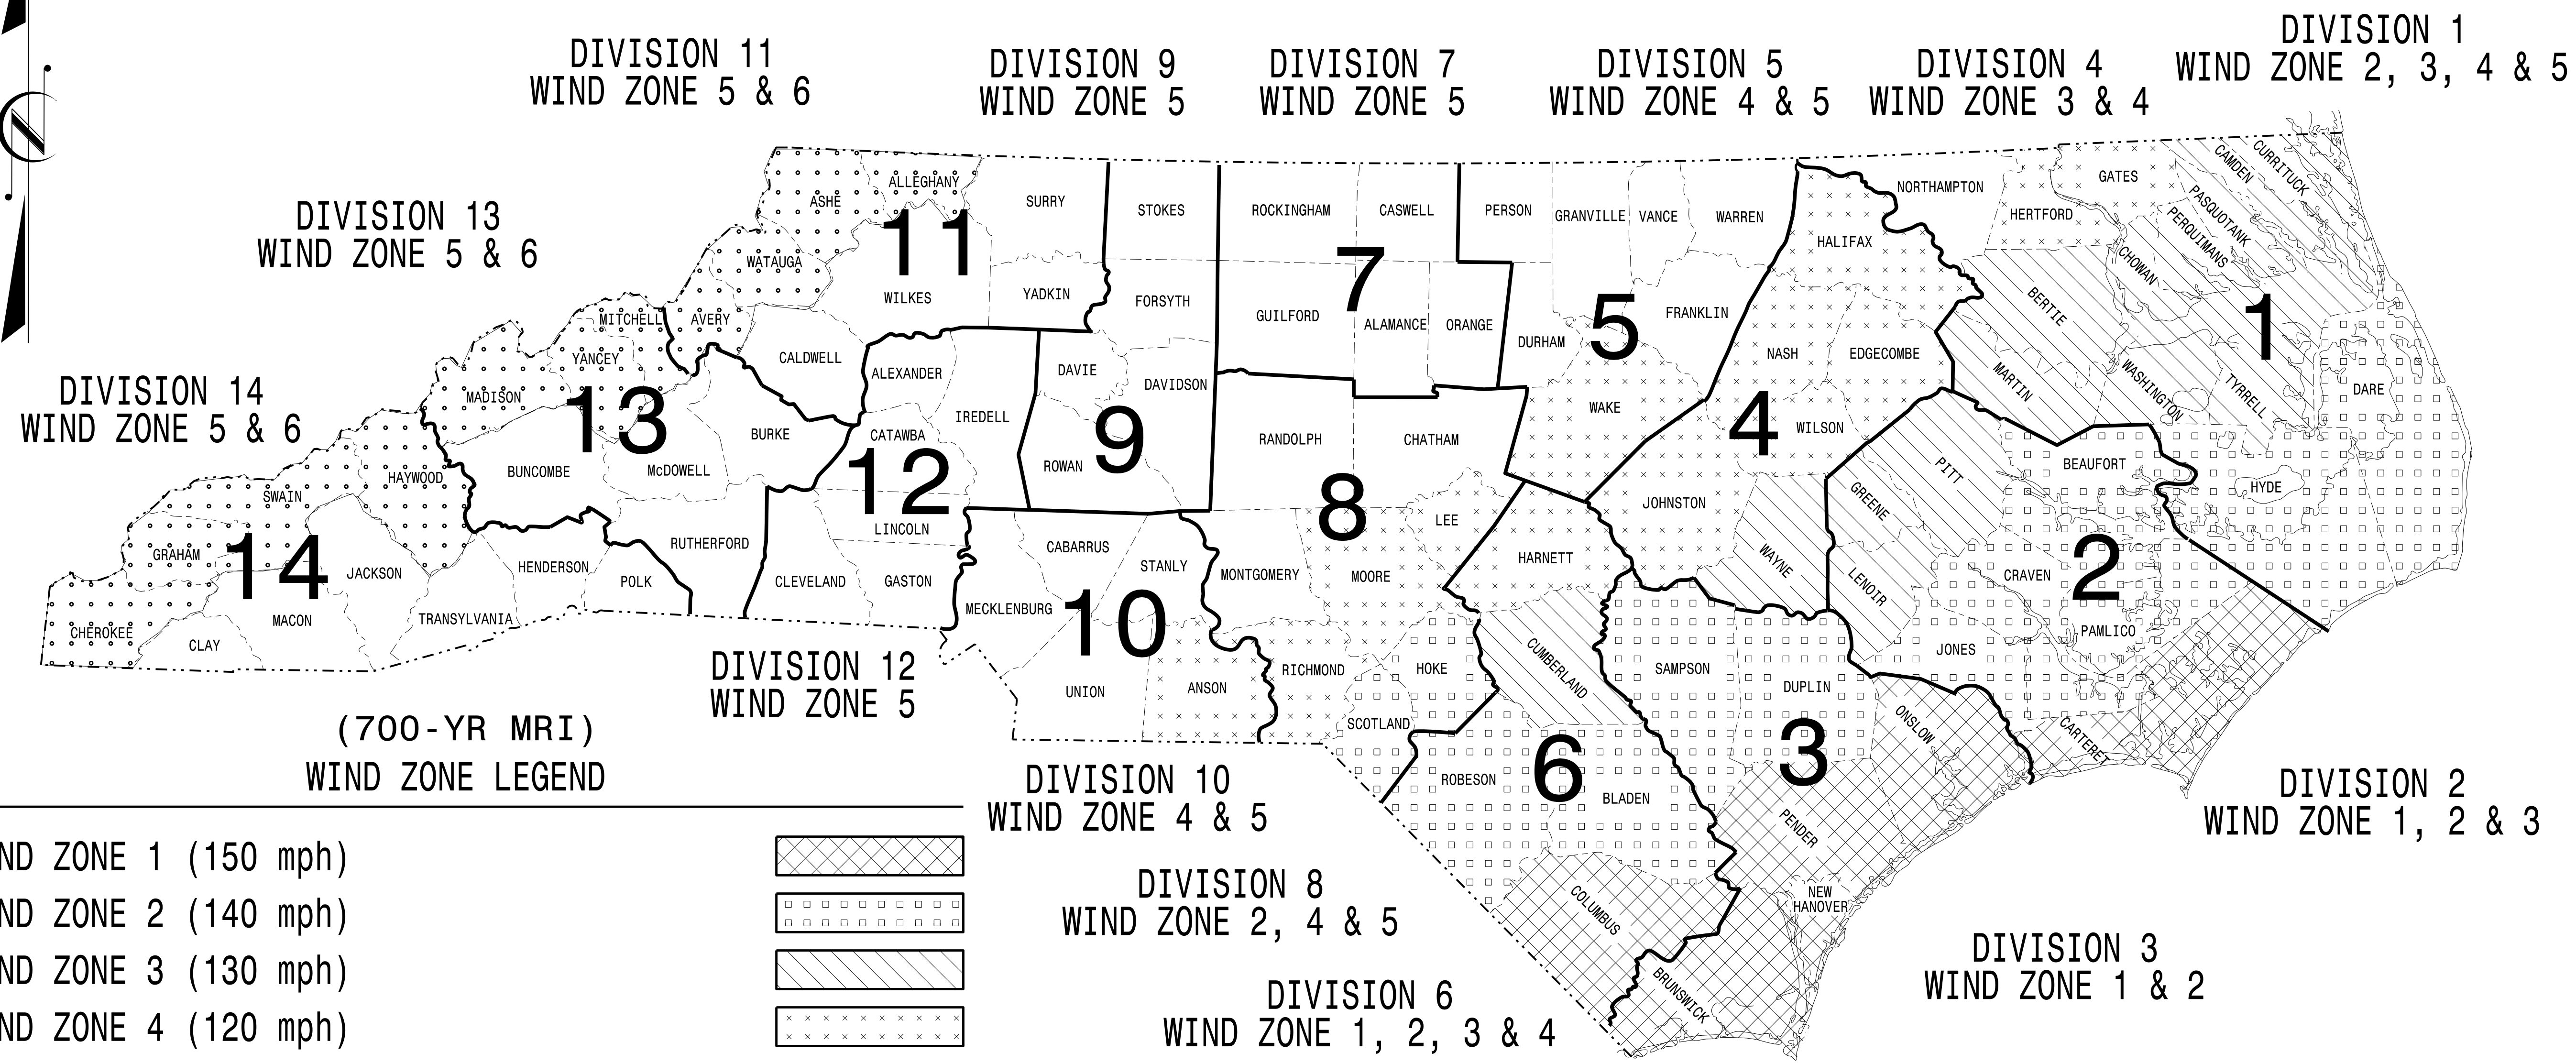 DIVISION 1
WIND ZONE 2, 3, 4 & 5
DIVISION 11
WIND ZONE 5 & 6
DIVISION 9
WIND ZONE 5
DIVISION 7
WIND ZONE 5
DIVISION 5
WIND ZONE 4 & 5
DIVISION 4
WIND ZONE 3 & 4
N
DIVISION 13
WIND ZONE 5 & 6
DIVISION 14
WIND ZONE 5 & 6
ALLEGHANY
ASHE
11
SURRY
WATAUGA
WILKES
YADKIN
AVERY
CALDWELL
STOKES
FORSYTH
ROCKINGHAM
CASWELL
7
GUILFORD
ALAMANCE
ORANGE
PERSON
GRANVILLE
VANCE
WARREN
5
FRANKLIN
DURHAM
WAKE
HALIFAX
NASH
EDGECOMBE
4
WILSON
JOHNSTON
WAYNE
NORTHAMPTON
HERTFORD
GATES
CAMDEN
CURRITUCK
PASQUOTANK
PERQUIMANS
CHOWAN
BERTIE
1
MARTIN
WASHINGTON
TYRRELL
DARE
HYDE
MITCHELL
YANCEY
MADISON
13
BURKE
BUNCOMBE
McDOWELL
RUTHERFORD
ALEXANDER
IREDELL
CATAWBA
12
LINCOLN
CLEVELAND
GASTON
DAVIE
DAVIDSON
9
ROWAN
RANDOLPH
CHATHAM
8
LEE
MONTGOMERY
MOORE
RICHMOND
HOKE
SCOTLAND
HAYWOOD
SWAIN
GRAHAM
14
JACKSON
HENDERSON
POLK
TRANSYLVANIA
MACON
CHEROKEE
CLAY
CABARRUS
STANLY
MECKLENBURG
10
UNION
ANSON
HARNETT
CUMBERLAND
6
ROBESON
BLADEN
COLUMBUS
SAMPSON
DUPLIN
3
ONSLOW
PENDER
NEW
HANOVER
BRUNSWICK
PITT
GREENE
LENOIR
BEAUFORT
CRAVEN
2
PAMLICO
JONES
CARTERET
DIVISION 12
WIND ZONE 5
DIVISION 10
WIND ZONE 4 & 5
DIVISION 8
WIND ZONE 2, 4 & 5
DIVISION 6
WIND ZONE 1, 2, 3 & 4
DIVISION 2
WIND ZONE 1, 2 & 3
DIVISION 3
WIND ZONE 1 & 2
(700-YR MRI)
WIND ZONE LEGEND
ND ZONE 1 (150 mph)
ND ZONE 2 (140 mph)
ND ZONE 3 (130 mph)
ND ZONE 4 (120 mph)